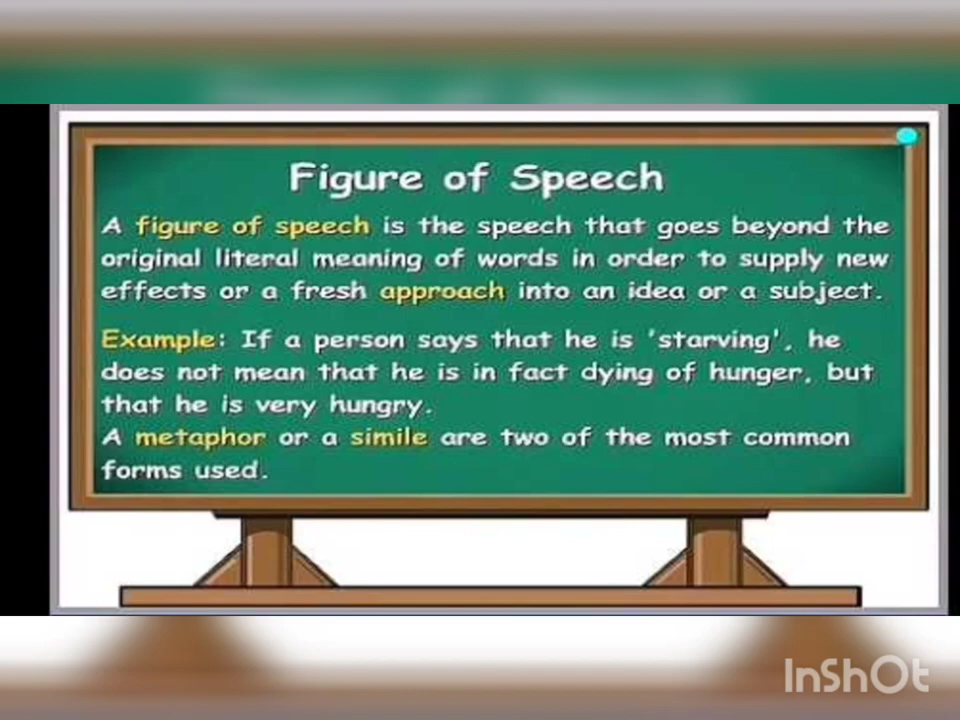 Figure of Speech
A figure of speech is the speech that goes beyond the
original literal meaning of words in order to supply new
effects or a fresh approach into an idea or a subject.
Example: If a person says that he is 'starving', he
does not mean that he is in fact dying of hunger, but
that he is very hungry.
A metaphor or a simile are two of the most common
forms used.
InShOt